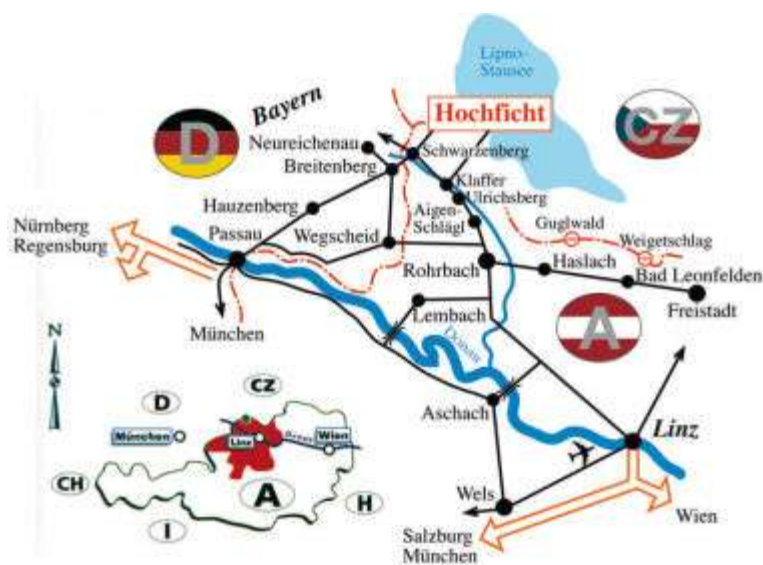 Lipno-
Stausee
Bayern
Hochficht
D
CZ
Neureichenau
Schwarzenberg
Breitenberg
Klaffer
Ulrichsberg
Hauzenberg
Aigen-
Schlägl
Guglwald
Nürnberg
Regensburg
Passau
Wegscheid
Weigetschlag
Rohrbach
Haslach
Bad Leonfelden
Freistadt
München
Lembach
Donau
A
N
Aschach
Linz
CZ
D
München
Linz
Donau
Wien
CH
A
H
I
Wels
Salzburg
München
Wien